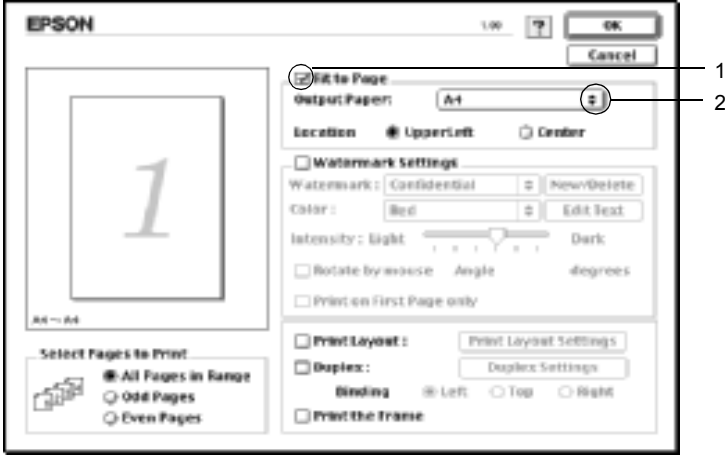 EPSON
1.00
?
OK
Cancel
1
Fit to Page
Output Paper:
A4
2
Location
Upper Left
Center
Watermark Settings
Watermark:
Confidential
New/Delete
Color:
Red
Edit Text
Intensity: Light
Dark
Rotate by mouse
Angle
degrees
Print on First Page only
1
A4 → A4
Print Layout:
Print Layout Settings
Duplex:
Duplex Settings
Binding
Left
Top
Right
Print the Frame
Select Pages to Print
All Pages in Range
Odd Pages
Even Pages